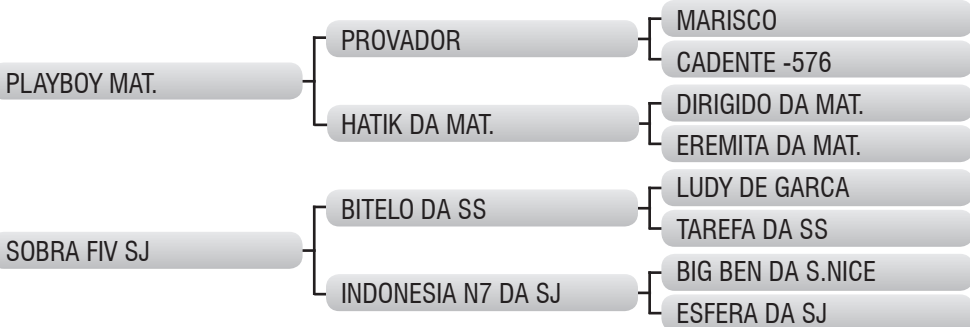 PLAYBOY MAT.
PROVADOR
MARISCO
CADENTE -576
HATIK DA MAT.
DIRIGIDO DA MAT.
EREMITA DA MAT.
SOBRA FIV SJ
BITELO DA SS
LUDY DE GARCA
TAREFA DA SS
INDONESIA N7 DA SJ
BIG BEN DA S.NICE
ESFERA DA SJ